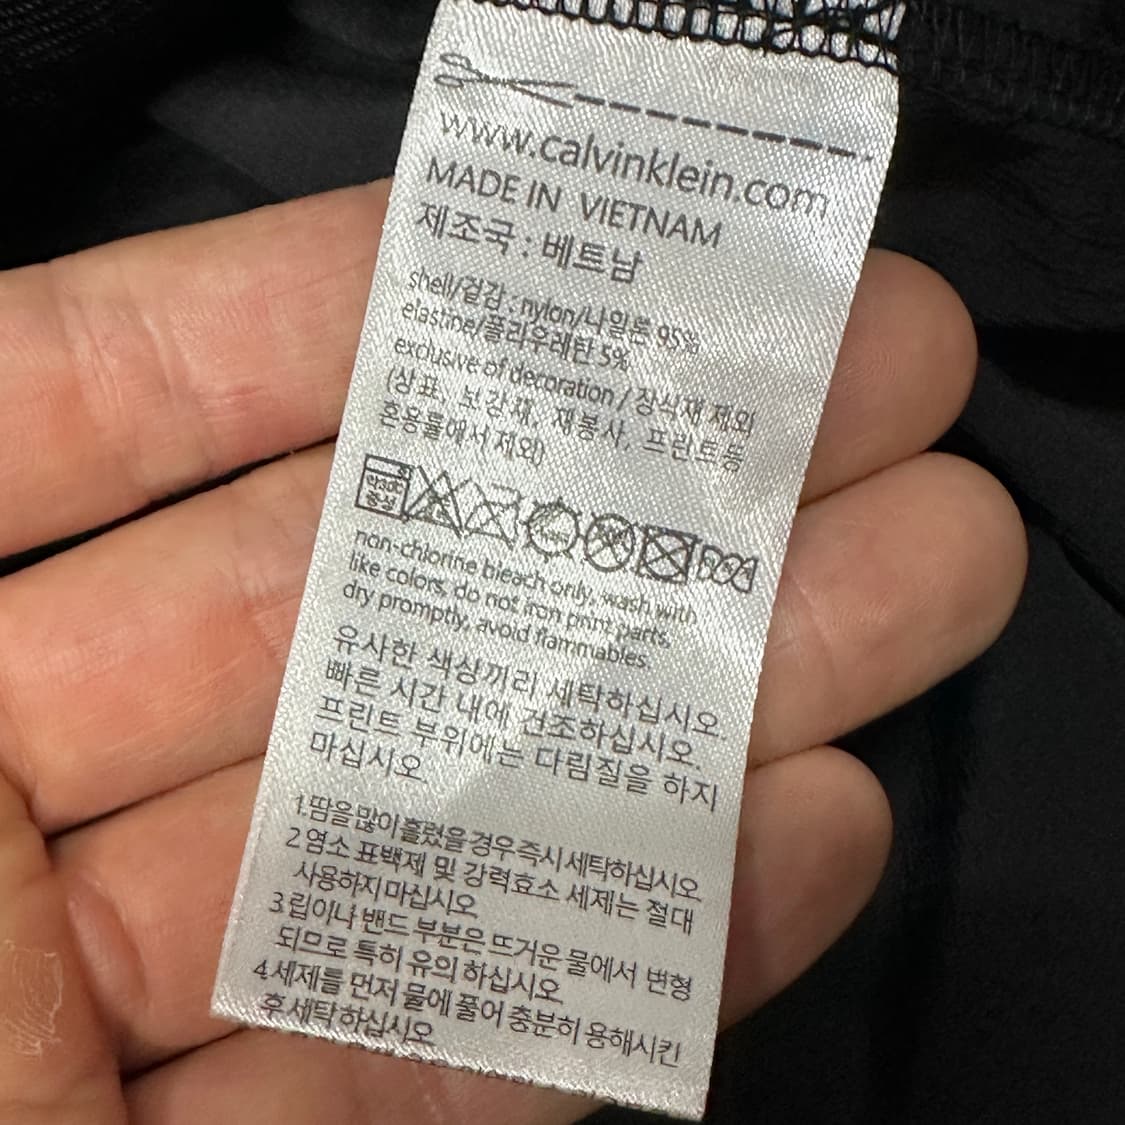 www.calvinklein.com
MADE IN VIETNAM
제조국 : 베트남
shell/겉감 : nylon/나일론 95%
elastine/폴리우레탄 5%
exclusive of decoration / 장식재 제외
(상표, 보강재, 재봉사, 프린트등
혼용률에서 제외)
non-chlorine bleach only, wash with
like colors, do not iron print parts,
dry promptly, avoid flammables.
유사한 색상끼리 세탁하십시오.
빠른 시간 내에 건조하십시오.
프린트 부위에는 다림질을 하지
마십시오.
1.땀을많이흘렸을경우즉시세탁하십시오
2 염소 표백제 및 강력효소 세제는 절대
사용하지마십시오
3.립이나 밴드부분은뜨거운물에서 변형
되므로 특히 유의 하십시오
4 세제를 먼저물에풀어 충분히 용해시킨
후세탁하십시오